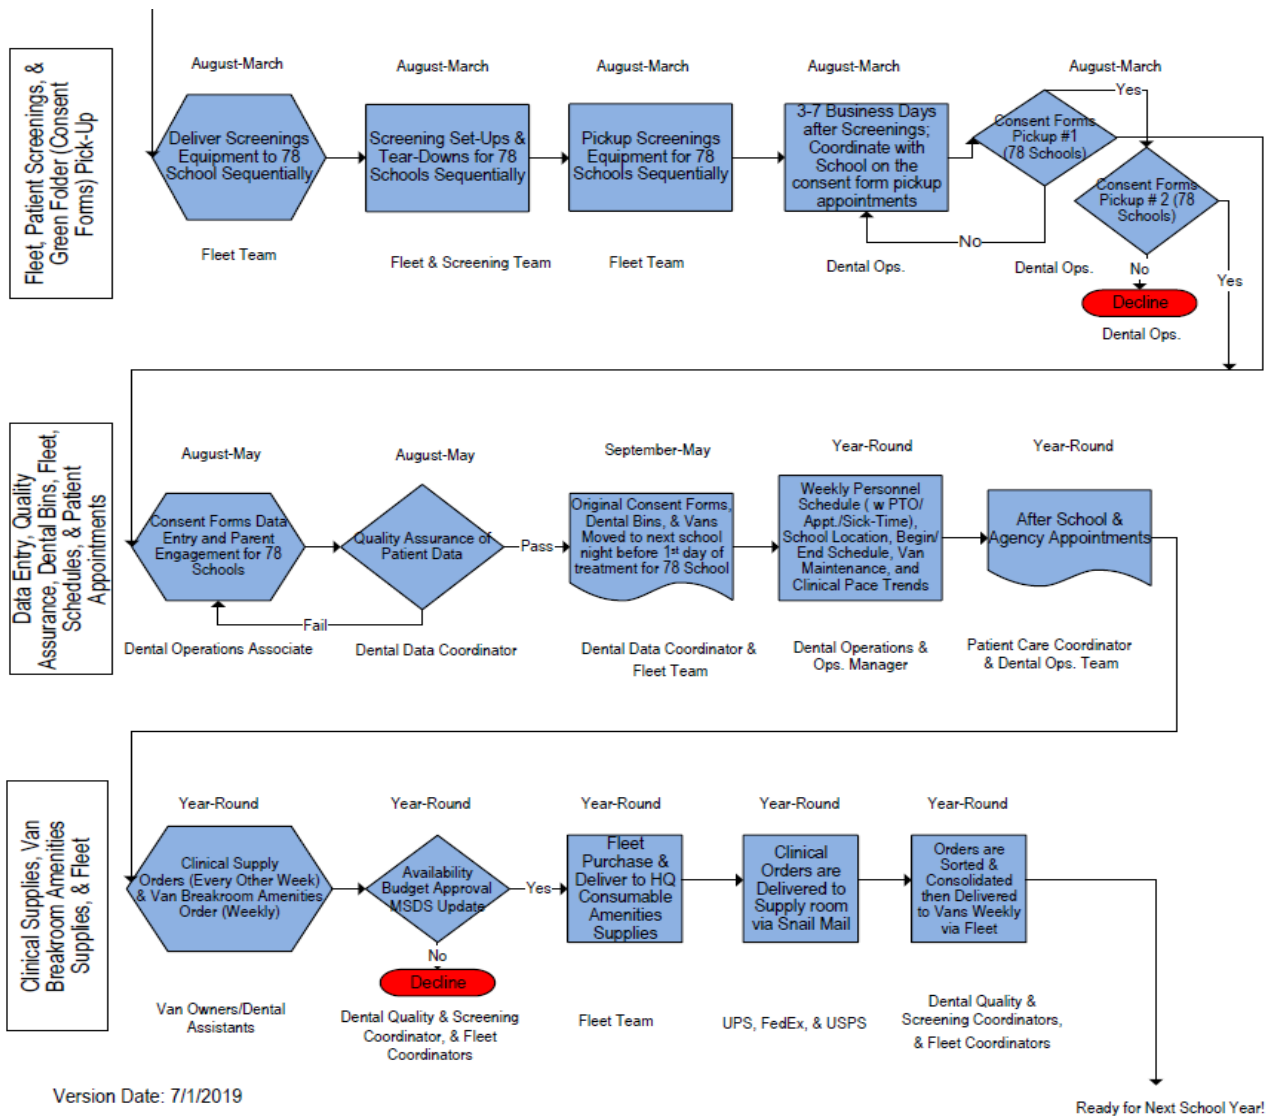 Fleet, Patient Screenings, &
Green Folder (Consent
Forms) Pick-Up
August-March
Deliver Screenings
Equipment to 78
School Sequentially
Fleet Team
August-March
Screening Set-Ups &
Tear-Downs for 78
Schools Sequentially
Fleet & Screening Team
August-March
Pickup Screenings
Equipment for 78
Schools Sequentially
Fleet Team
August-March
3-7 Business Days
after Screenings;
Coordinate with
School on the
consent form pickup
appointments
Dental Ops.
August-March
Consent Forms
Pickup #1
(78 Schools)
Yes
No
Dental Ops.
Consent Forms
Pickup # 2 (78
Schools)
No
Yes
Decline
Dental Ops.
Data Entry, Quality
Assurance, Dental Bins, Fleet,
Schedules, & Patient
Appointments
August-May
Consent Forms Data
Entry and Parent
Engagement for 78
Schools
Dental Operations Associate
August-May
Quality Assurance of
Patient Data
Pass
Fail
Dental Data Coordinator
September-May
Original Consent Forms,
Dental Bins, & Vans
Moved to next school
night before 1st day of
treatment for 78 School
Dental Data Coordinator &
Fleet Team
Year-Round
Weekly Personnel
Schedule ( w PTO/
Appt./Sick-Time),
School Location, Begin/
End Schedule, Van
Maintenance, and
Clinical Pace Trends
Dental Operations &
Ops. Manager
Year-Round
After School &
Agency Appointments
Patient Care Coordinator
& Dental Ops. Team
Clinical Supplies, Van
Breakroom Amenities
Supplies, & Fleet
Year-Round
Clinical Supply
Orders (Every Other Week)
& Van Breakroom Amenities
Order (Weekly)
Van Owners/Dental
Assistants
Year-Round
Availability
Budget Approval
MSDS Update
Yes
No
Decline
Dental Quality & Screening
Coordinator, & Fleet
Coordinators
Year-Round
Fleet
Purchase &
Deliver to HQ
Consumable
Amenities
Supplies
Fleet Team
Year-Round
Clinical
Orders are
Delivered to
Supply room
via Snail Mail
UPS, FedEx, & USPS
Year-Round
Orders are
Sorted &
Consolidated
then Delivered
to Vans Weekly
via Fleet
Dental Quality &
Screening Coordinators,
& Fleet Coordinators
Version Date: 7/1/2019
Ready for Next School Year!